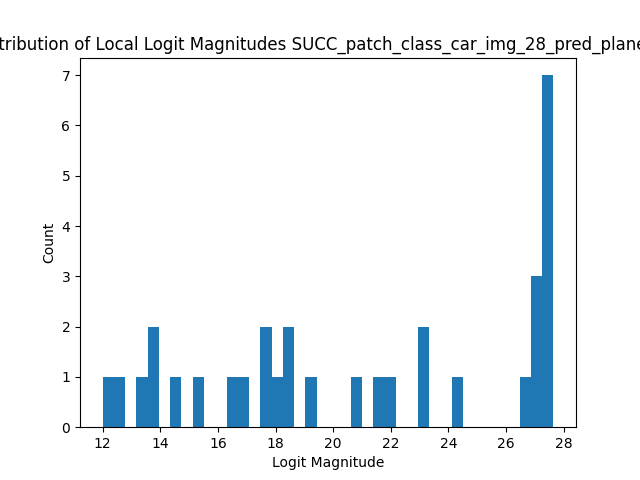 tribution of Local Logit Magnitudes SUCC_patch_class_car_img_28_pred_plane
7
6
5
4
3
2
1
0
Count
12 14 16 18 20 22 24 26 28
Logit Magnitude